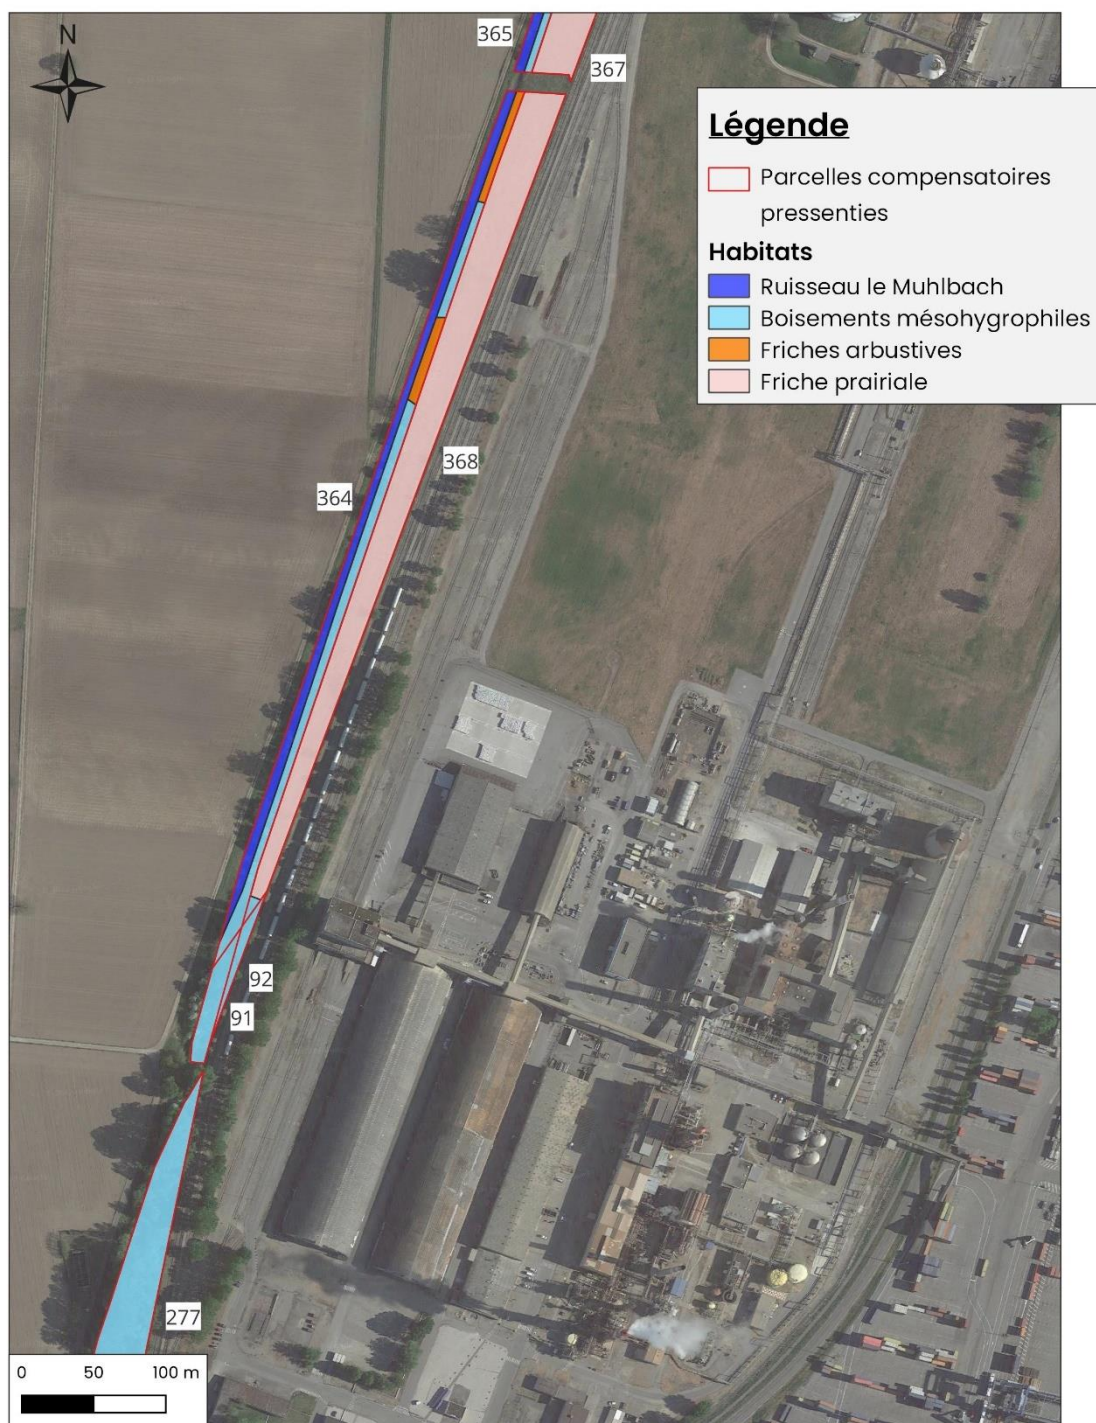 N
365
367
Légende
Parcelles compensatoires
pressenties
Habitats
Ruisseau le Muhlbach
Boisements mésohygrophiles
Friches arbustives
Friche prairiale
368
364
92
91
277
0 50 100 m